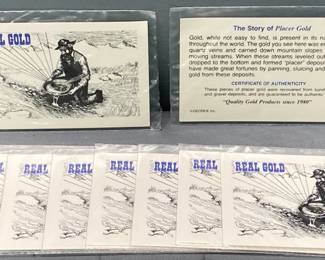 REAL GOLD
The Story of Placer Gold
Gold, while not easy to find, is present in its na
throughout the world. The gold you see here was en
quartz veins and carried down mountain slopes
moving streams. When these streams leveled out
dropped to the bottom and formed "placer" deposits
have made great fortunes by panning, sluicing and
gold from these deposits.
CERTIFICATE OF AUTHENTICITY
These pieces of gold were recovered from
and gravel deposits, and are guaranteed to be authentic.
"Quality Gold Products since 1980"
REAL
REAL
REAL
REAL
REAL
REAL
REAL GOLD